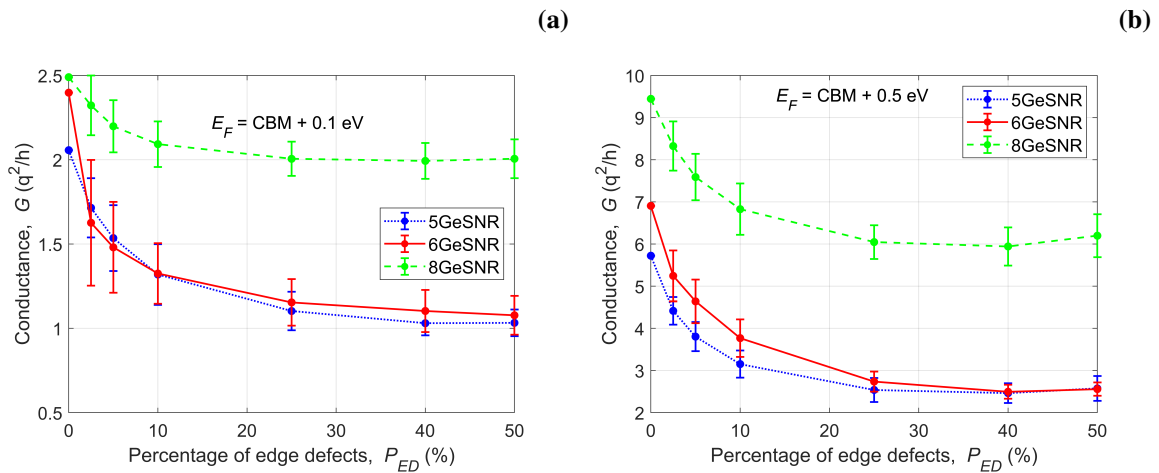 (a)
2.5
2
1.5
1
0.5
Conductance, G (q²/h)
E_F = CBM + 0.1 eV
5GeSNR
6GeSNR
8GeSNR
0 10 20 30 40 50
Percentage of edge defects, P_ED (%)
(b)
10
9
8
7
6
5
4
3
2
Conductance, G (q²/h)
E_F = CBM + 0.5 eV
5GeSNR
6GeSNR
8GeSNR
0 10 20 30 40 50
Percentage of edge defects, P_ED (%)